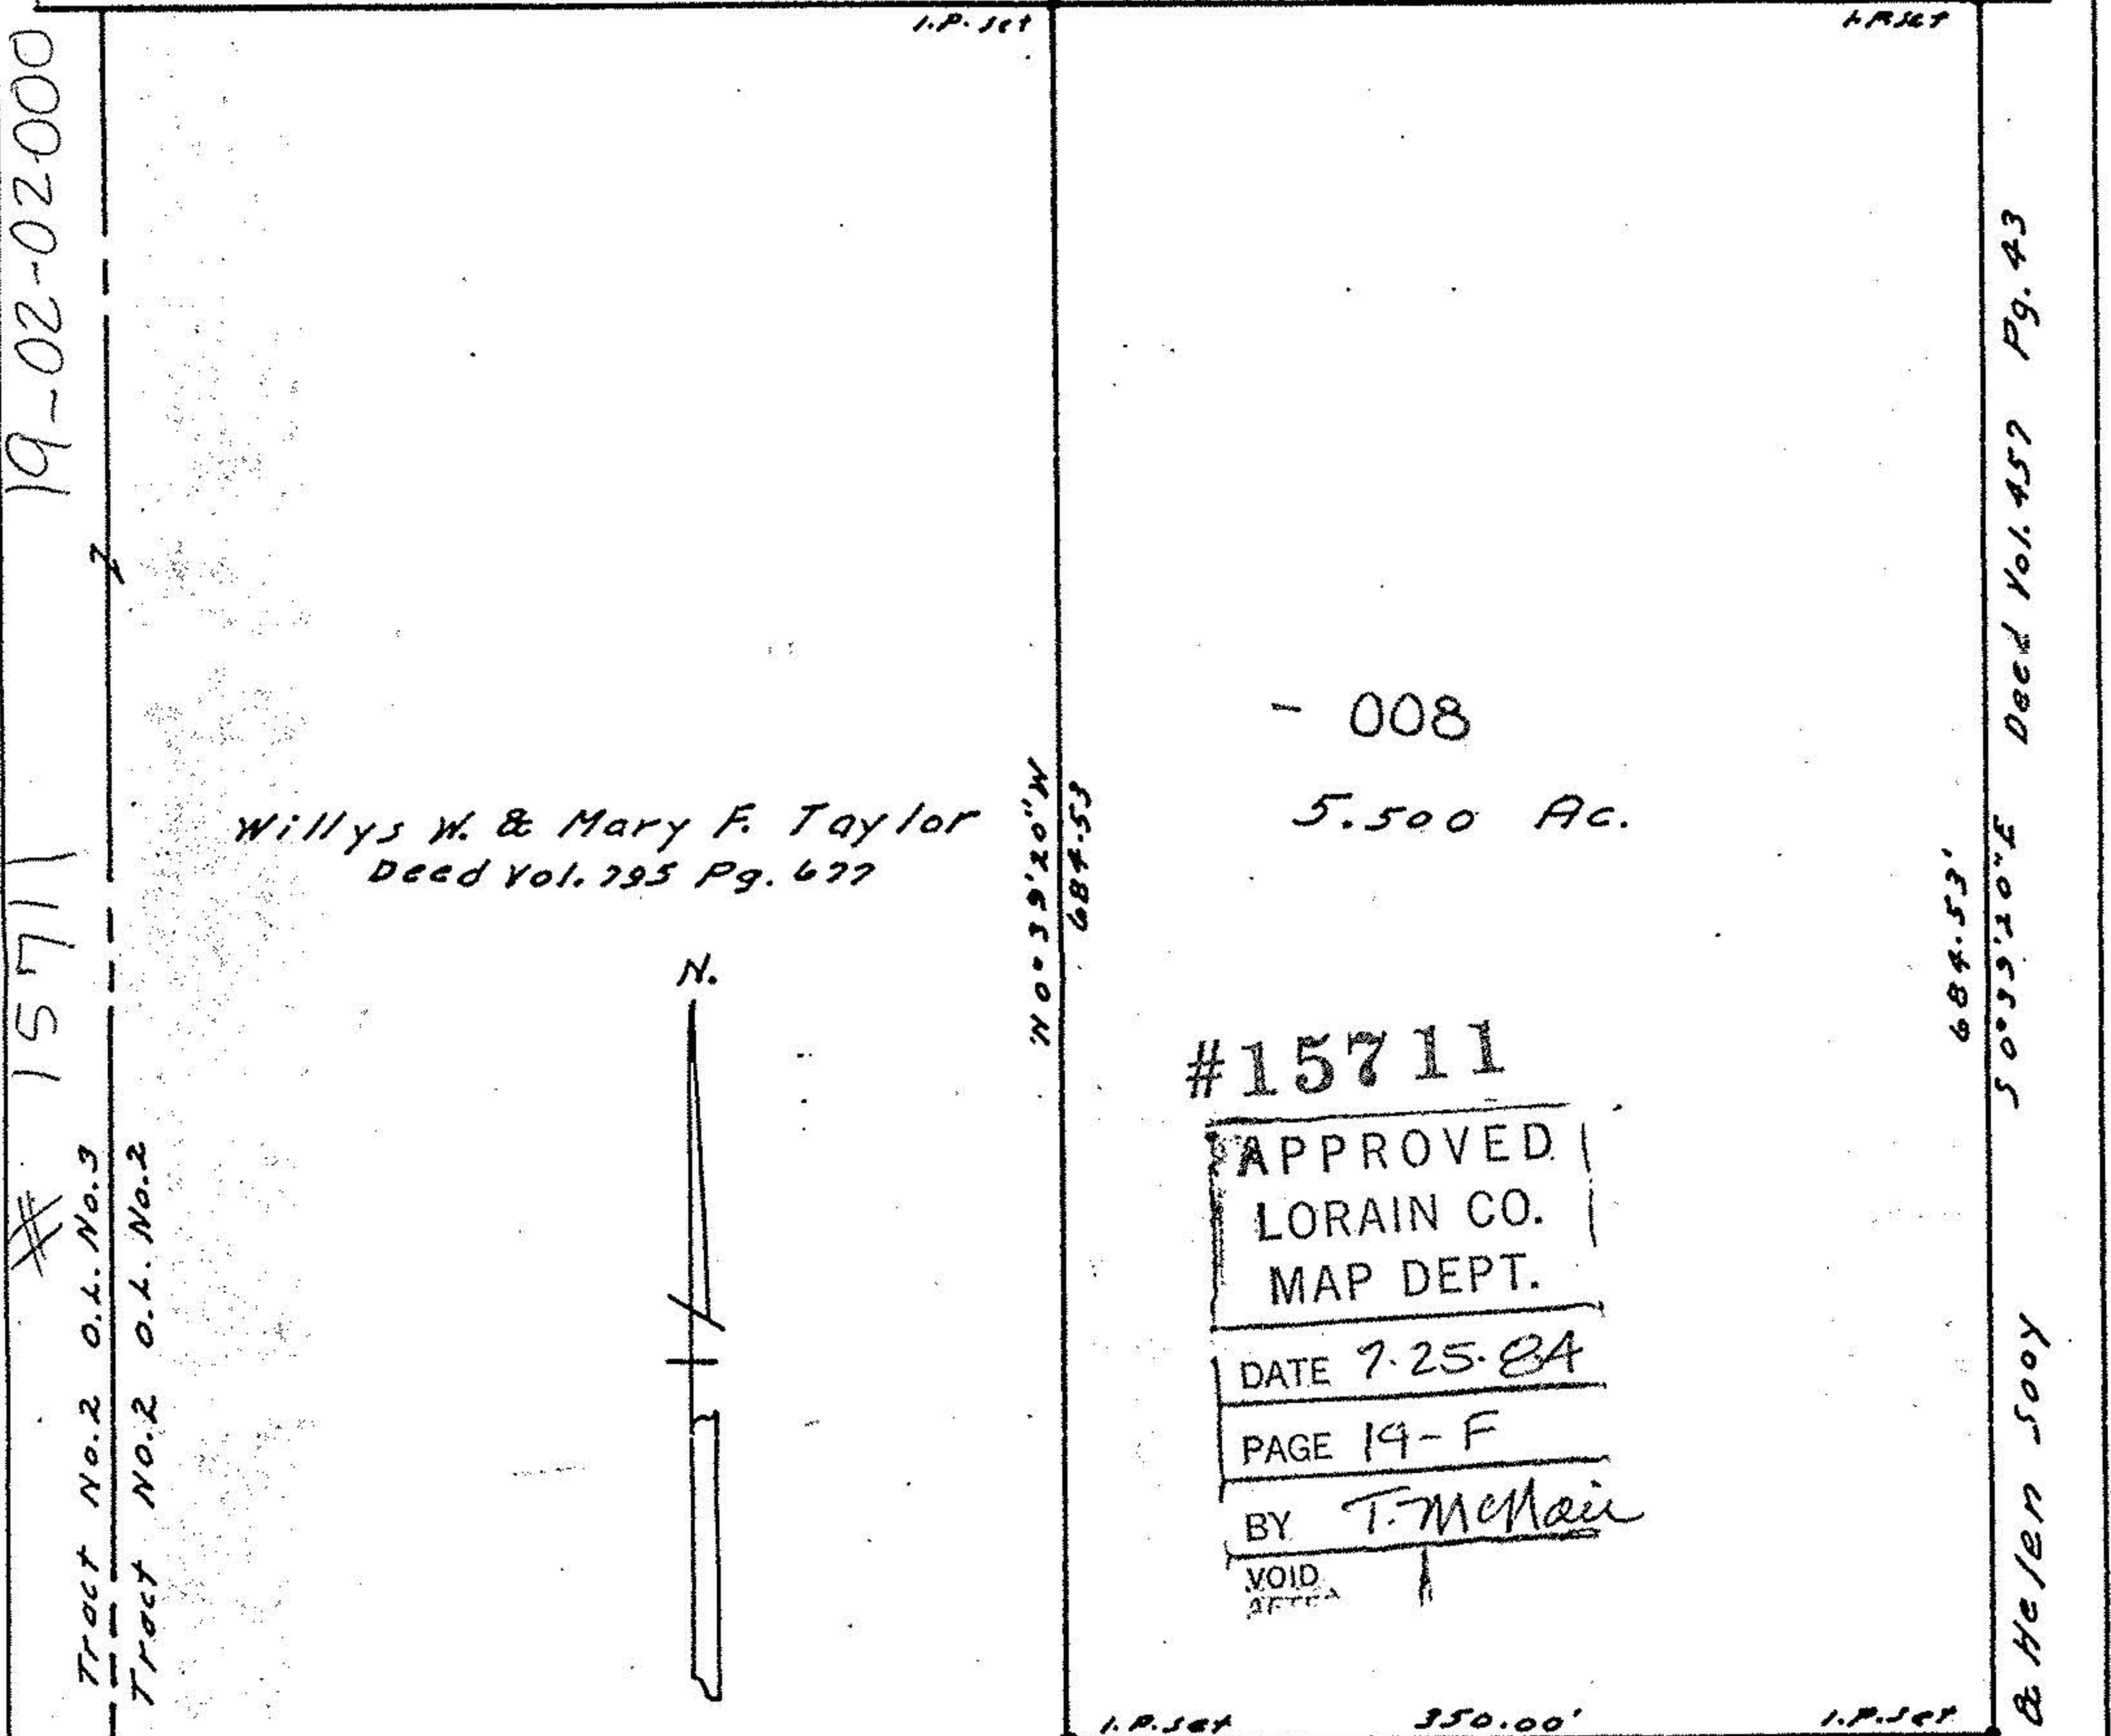 I.P. set
I.P. set
19-02-02-000
# 15711
Tract No.2 O.L. No.3
Tract No.2 O.L. No.2
Willys W. & Mary F. Taylor
Deed Vol. 795 Pg. 677
N.
N 0° 39' 20" W
684.53
- 008
5.500 Ac.
#15711
APPROVED
LORAIN CO.
MAP DEPT.
DATE 7.25.84
PAGE 19-F
BY T. McNair
VOID
AFTER
684.53'
S 0° 39' 20" E
& Helen Sooy Deed Vol. 457 Pg. 43
I.P. set 350.00' I.P. set